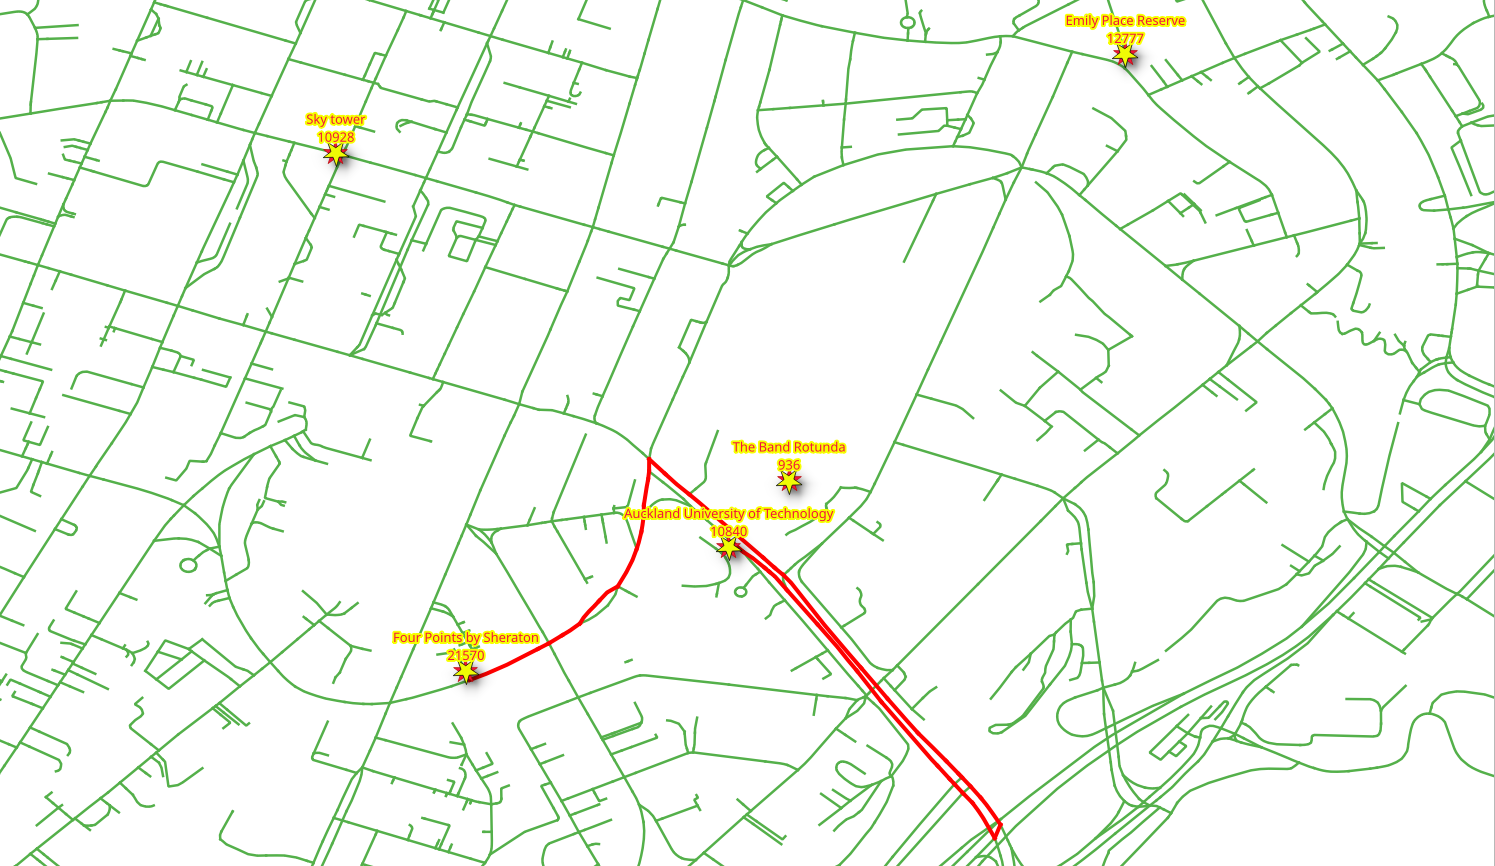 Emily Place Reserve
12777
Sky tower
10928
The Band Rotunda
936
Auckland University of Technology
10840
Four Points by Sheraton
21570